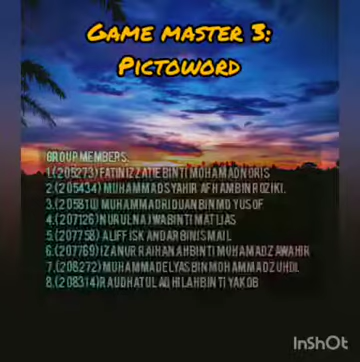 GAME MASTER 3:
PICTOWORD
GROUP MEMBERS:
1.(205273) FATIN IZZATIE BINTI MOHAMAD NORIS
2.(205434) MUHAMMAD SYAHIR AFHAM BIN ROZIKI.
3.(205810) MUHAMMAD RIDUAN BIN MD YUSOF
4.(207126) NURUL NAJWA BINTI MAT LIAS
5.(207758) ALIFF ISKANDAR BIN ISMAIL
6.(207769) IZANUR RAIHANAH BINTI MUHAMAD ZAWAHIR
7.(208272) MUHAMMAD ELYAS BIN MOHAMMAD ZUHDI.
8.(208314) RAUDHATUL ADHILAH BINTI YAKOB
InShOt